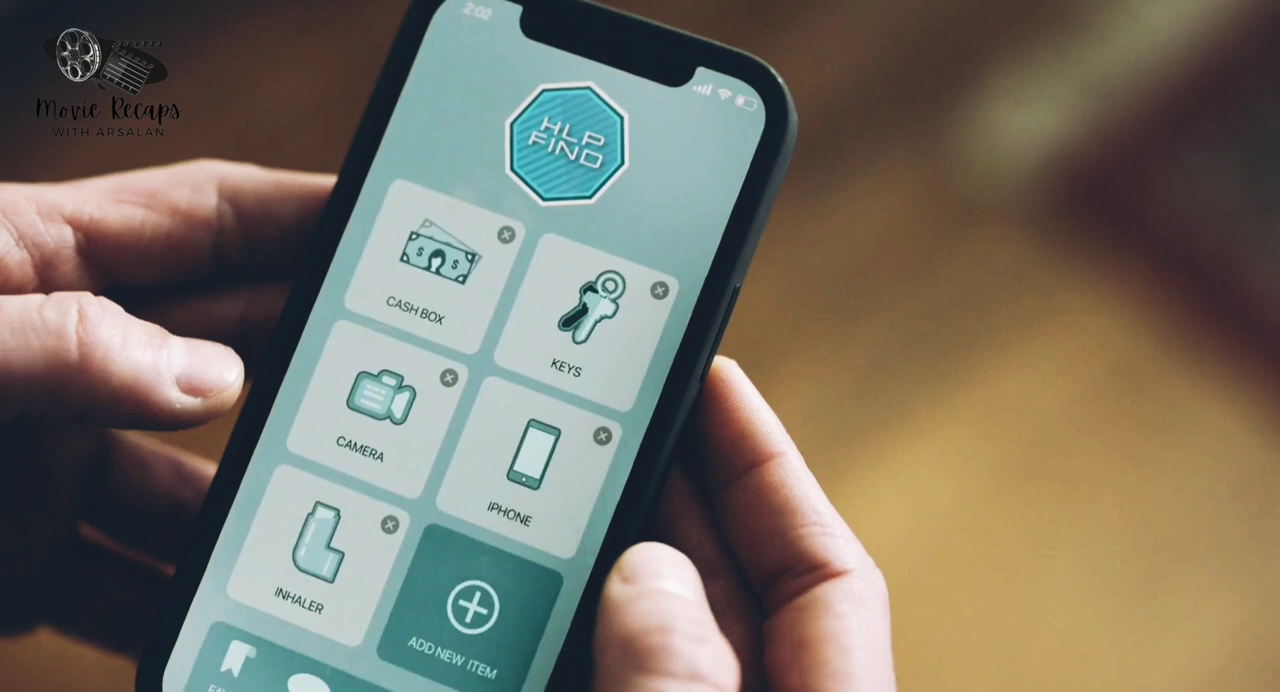 Movie Recaps
WITH ARSALAN
2:02
HLP
FIND
CASH BOX
KEYS
CAMERA
IPHONE
INHALER
ADD NEW ITEM